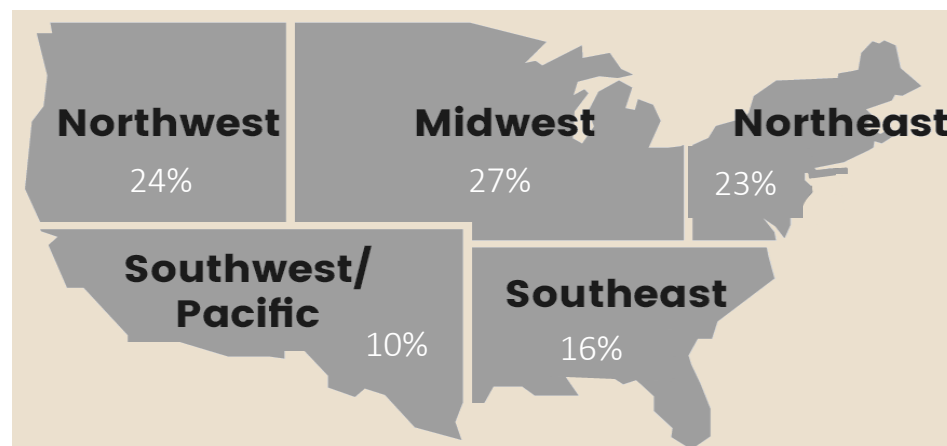 Northwest
24%
Midwest
27%
Northeast
23%
Southwest/
Pacific
10%
Southeast
16%